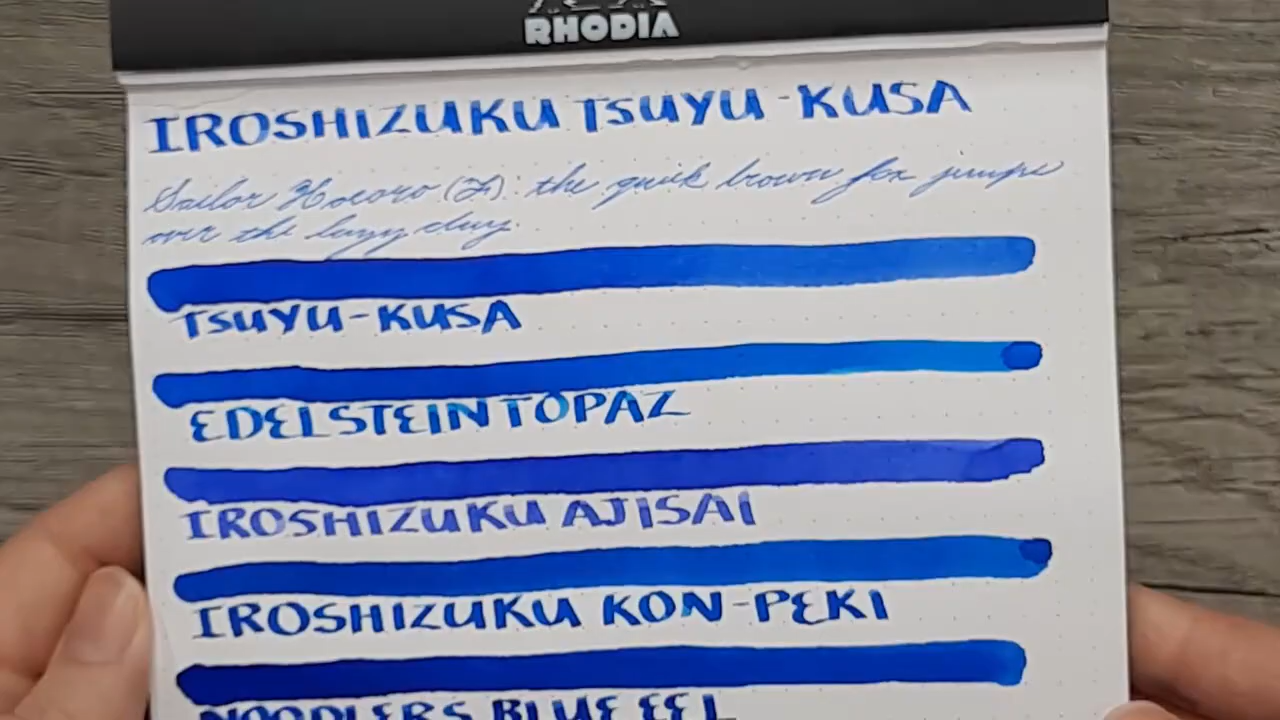 RHODIA
IROSHIZUKU TSUYU-KUSA
Sailor Hocoro (F): the quick brown fox jumps
over the lazy dog.
TSUYU-KUSA
EDELSTEIN TOPAZ
IROSHIZUKU AJISAI
IROSHIZUKU KON-PEKI
NOODLERS BLUE EEL